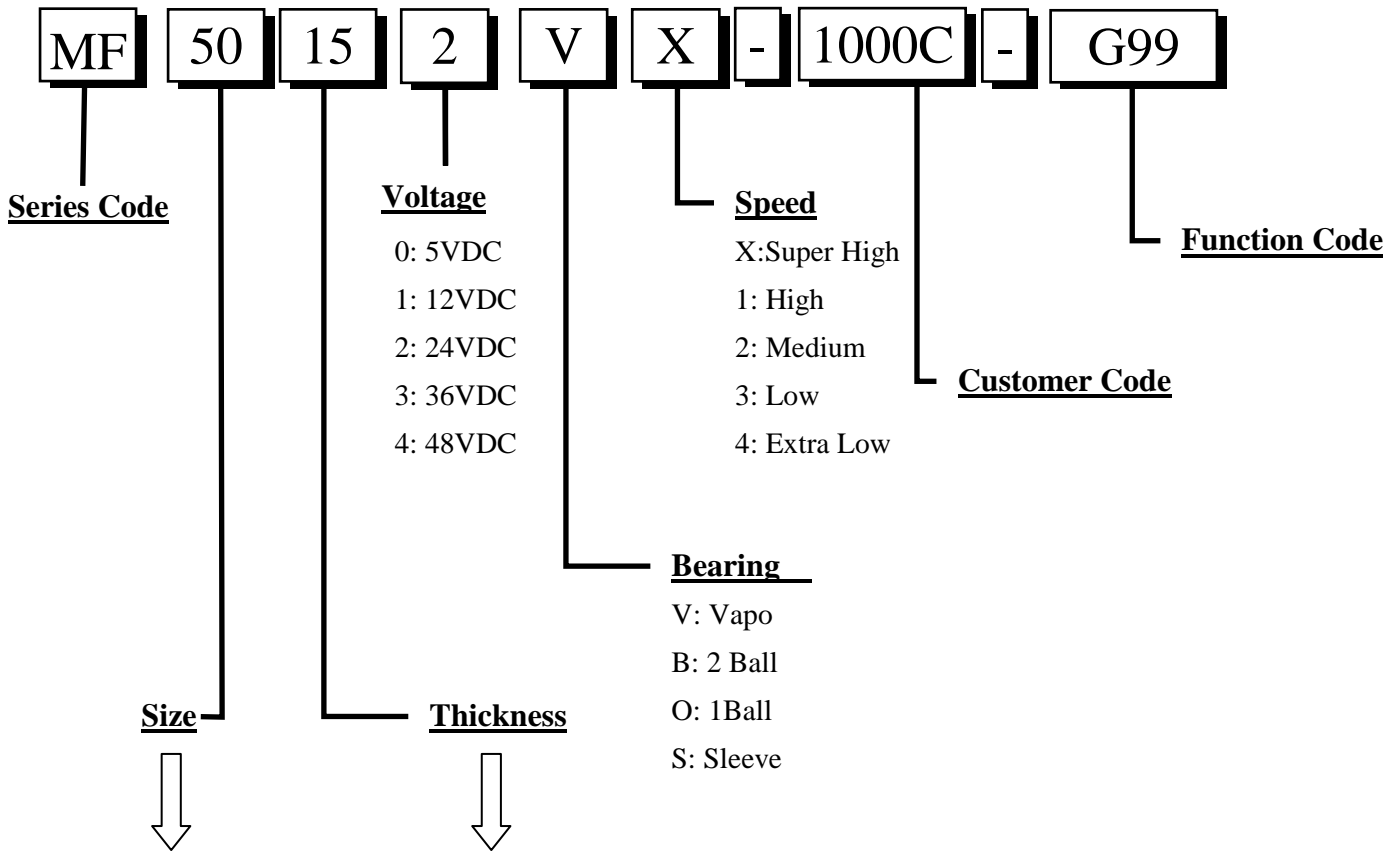 MF 50 15 2 V X - 1000C - G99
Series Code
Voltage
0: 5VDC
1: 12VDC
2: 24VDC
3: 36VDC
4: 48VDC
Speed
X:Super High
1: High
2: Medium
3: Low
4: Extra Low
Function Code
Customer Code
Bearing
V: Vapo
B: 2 Ball
O: 1Ball
S: Sleeve
Size
Thickness